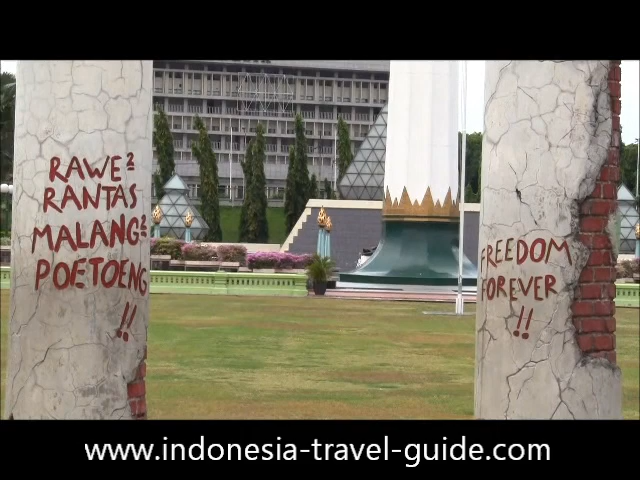 RAWE²
RANTAS
MALANG²
POETOENG
!!
FREEDOM
FOREVER
!!
www.indonesia-travel-guide.com